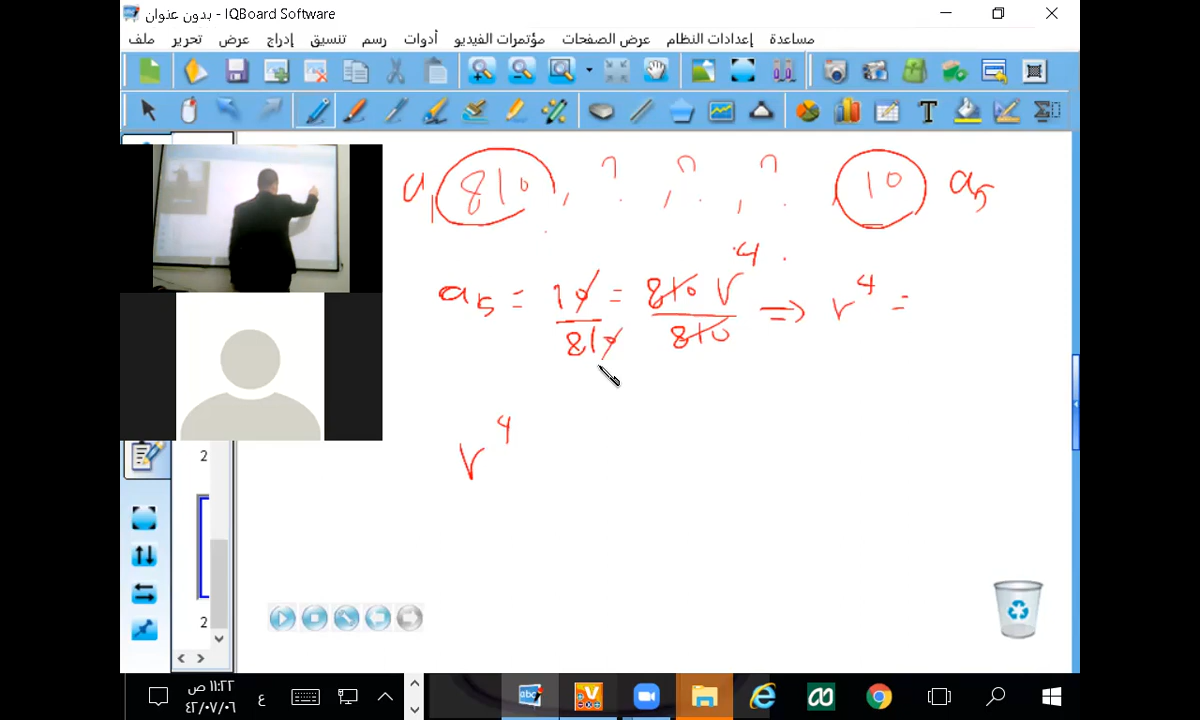 بدون عنوان - IQBoard Software
ملف تحرير عرض إدراج تنسيق رسم أدوات مؤتمرات الفيديو عرض الصفحات إعدادات النظام مساعدة
a₁ 810 , ? , ? , ? , 10 a₅
a₅ = 10/810 = 810 r⁴/810 ⇒ r⁴ =
r⁴
2
2
ع
١١:٢٢ ص
٤٢/٠٧/٠٦